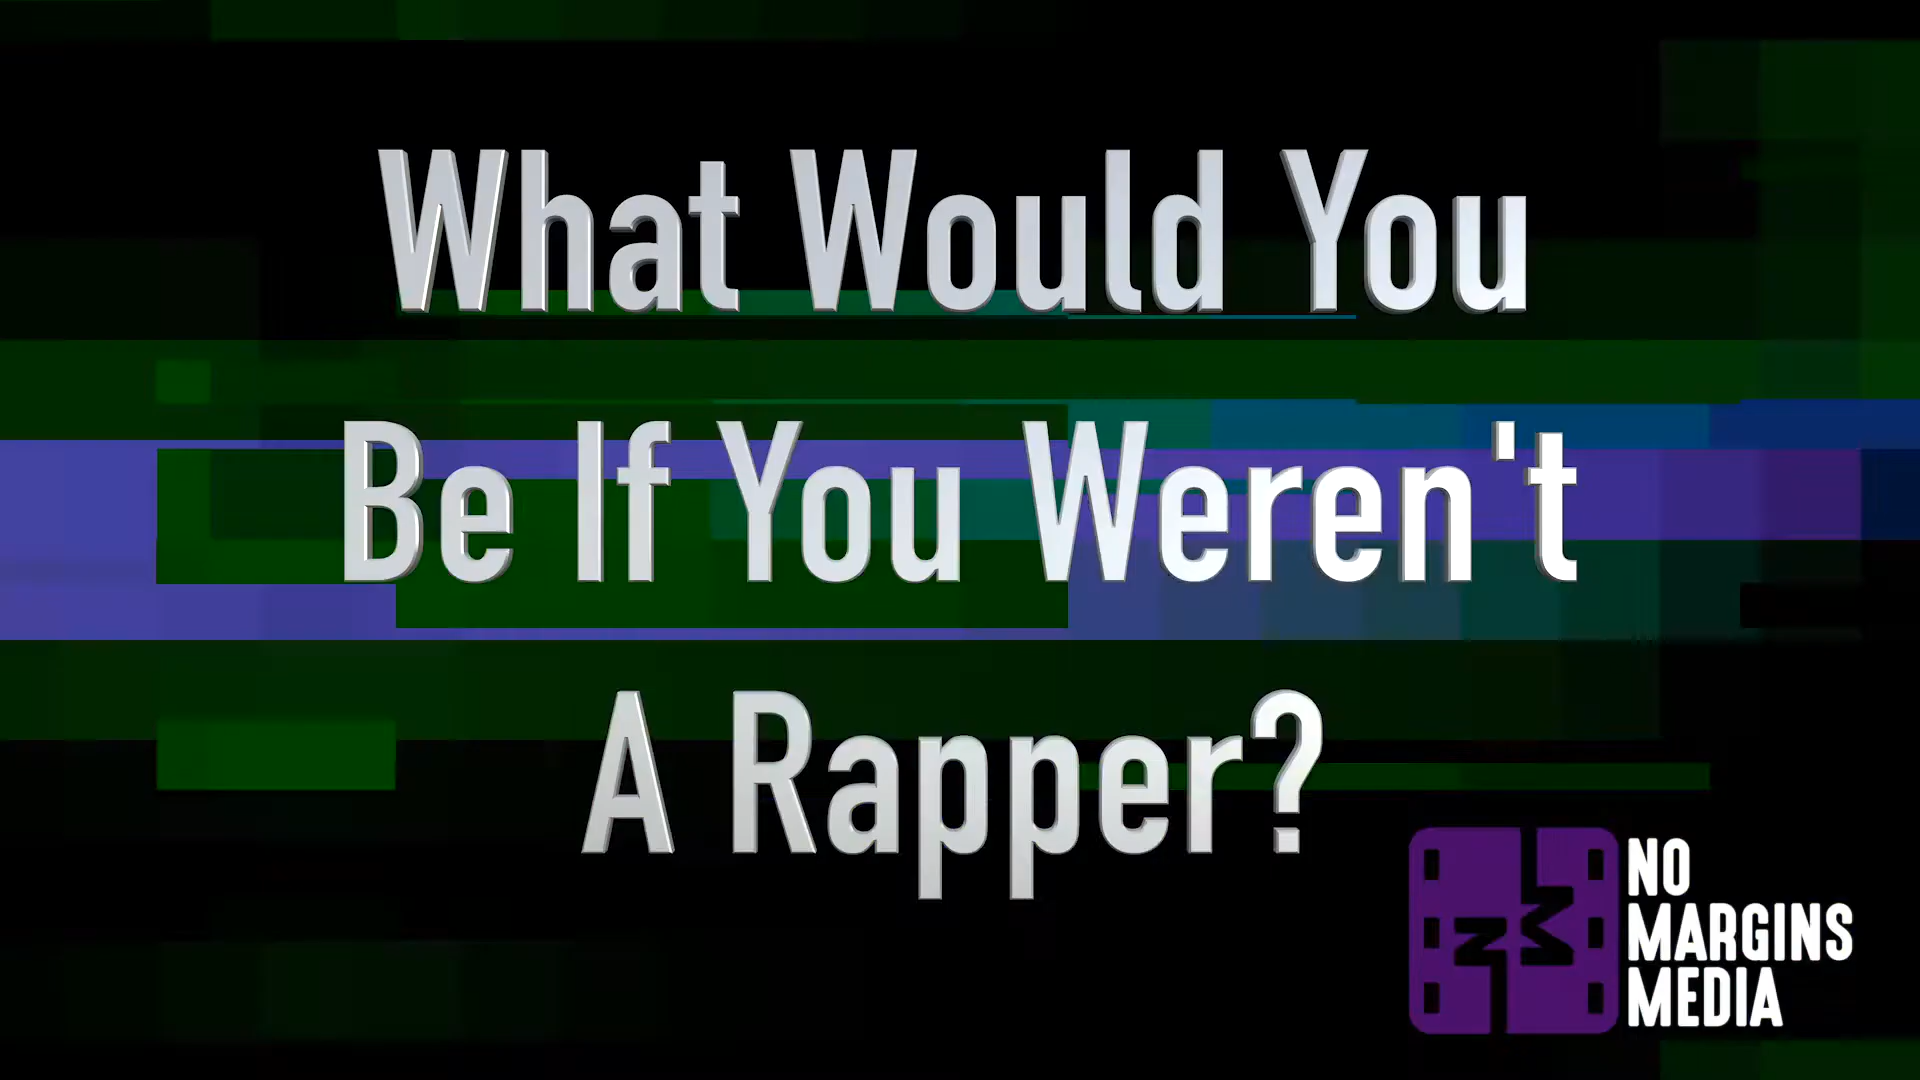 What Would You
Be If You Weren't
A Rapper?
NO
MARGINS
MEDIA